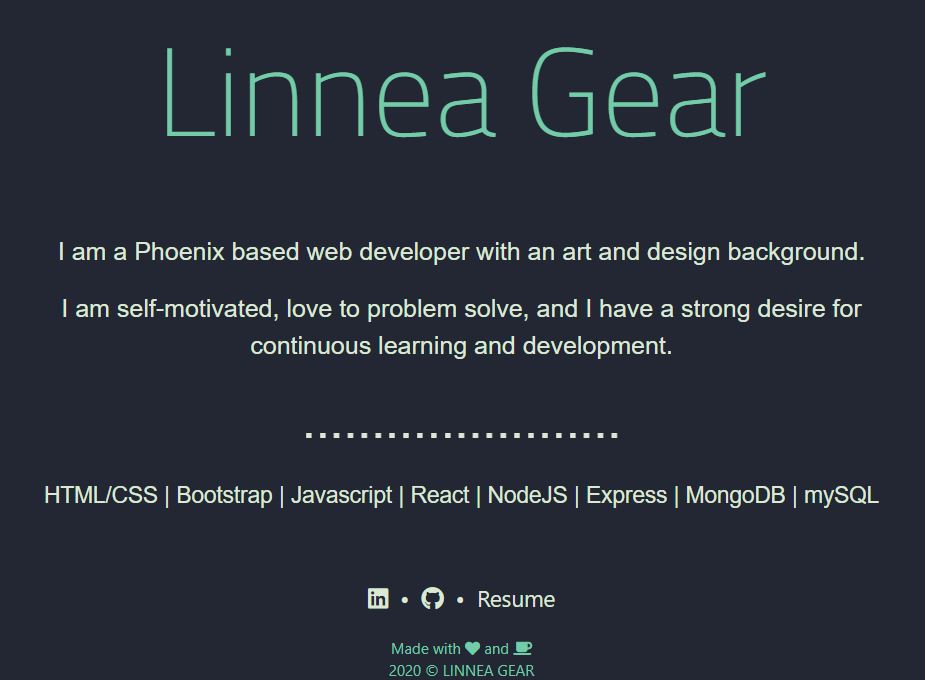 Linnea Gear
I am a Phoenix based web developer with an art and design background.
I am self-motivated, love to problem solve, and I have a strong desire for
continuous learning and development.
HTML/CSS | Bootstrap | Javascript | React | NodeJS | Express | MongoDB | mySQL
in • • Resume
Made with and
2020 © LINNEA GEAR